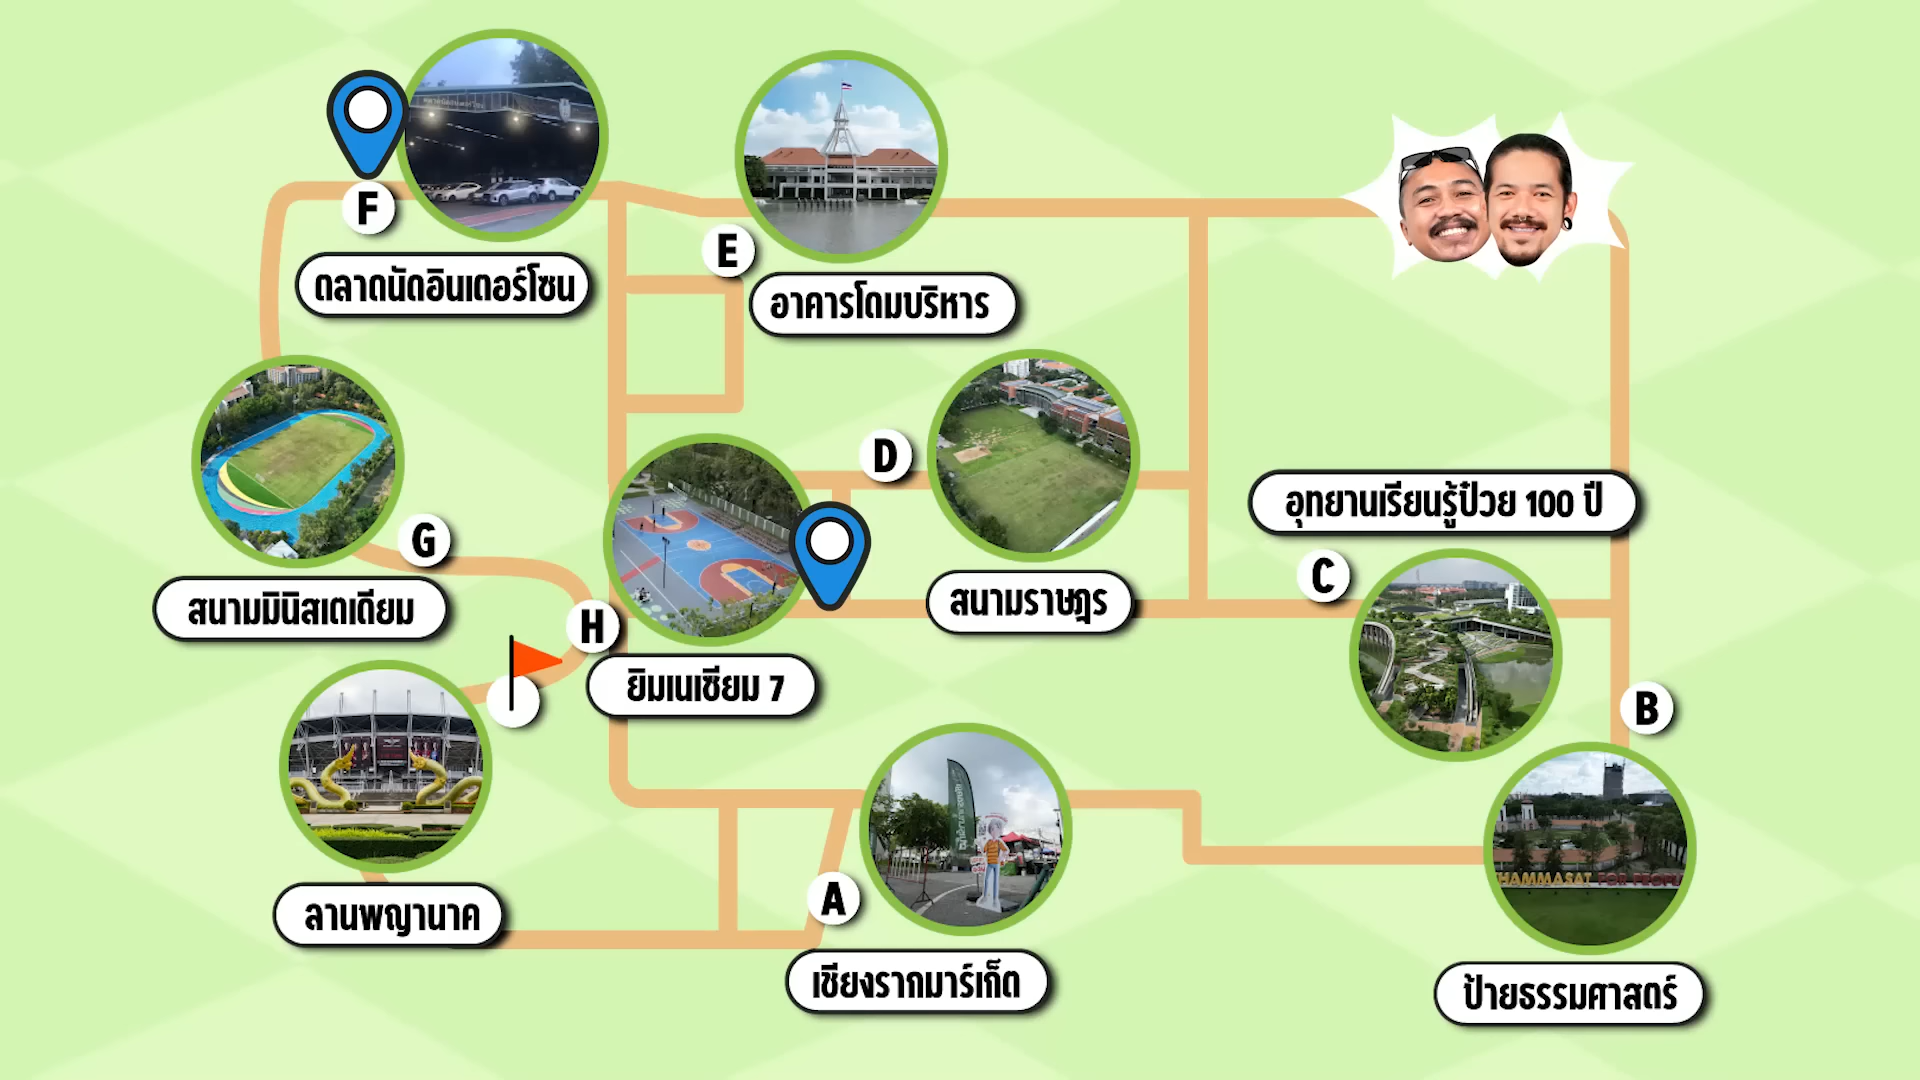 F
ตลาดนัดอินเตอร์โซน
E
อาคารโดมบริหาร
D
สนามราษฎร
อุทยานเรียนรู้ป๋วย 100 ปี
C
G
สนามมินิสเตเดียม
H
ยิมเนเซียม 7
B
HAMMASAT FOR PEOPL
ป้ายธรรมศาสตร์
ลานพญานาค
A
เชียงรากมาร์เก็ต